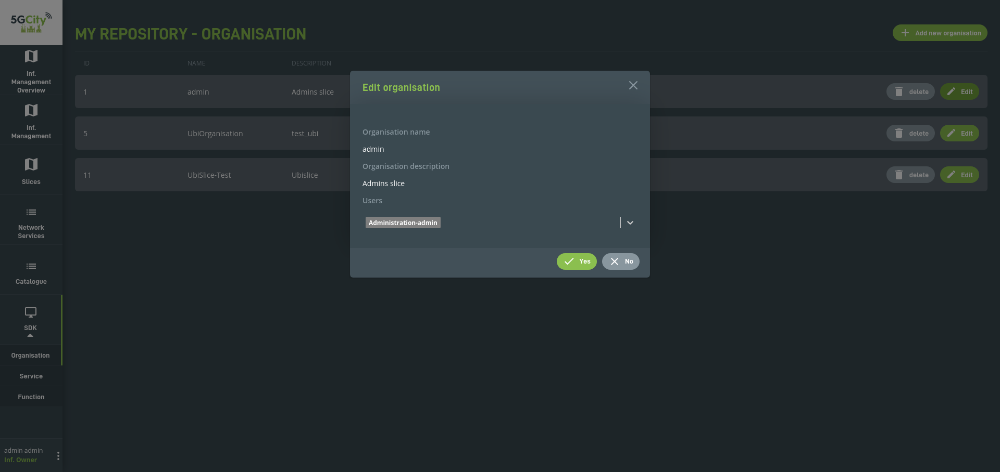 5GCity
Inf.
Management
Overview
Inf.
Management
Slices
Network
Services
Catalogue
SDK
Organisation
Service
Function
admin admin
Inf. Owner
MY REPOSITORY - ORGANISATION
Add new organisation
ID NAME DESCRIPTION
1 admin Admins slice delete Edit
5 UbiOrganisation test_ubi delete Edit
11 UbiSlice-Test Ubislice delete Edit
Edit organisation
Organisation name
admin
Organisation description
Admins slice
Users
Administration-admin
Yes No